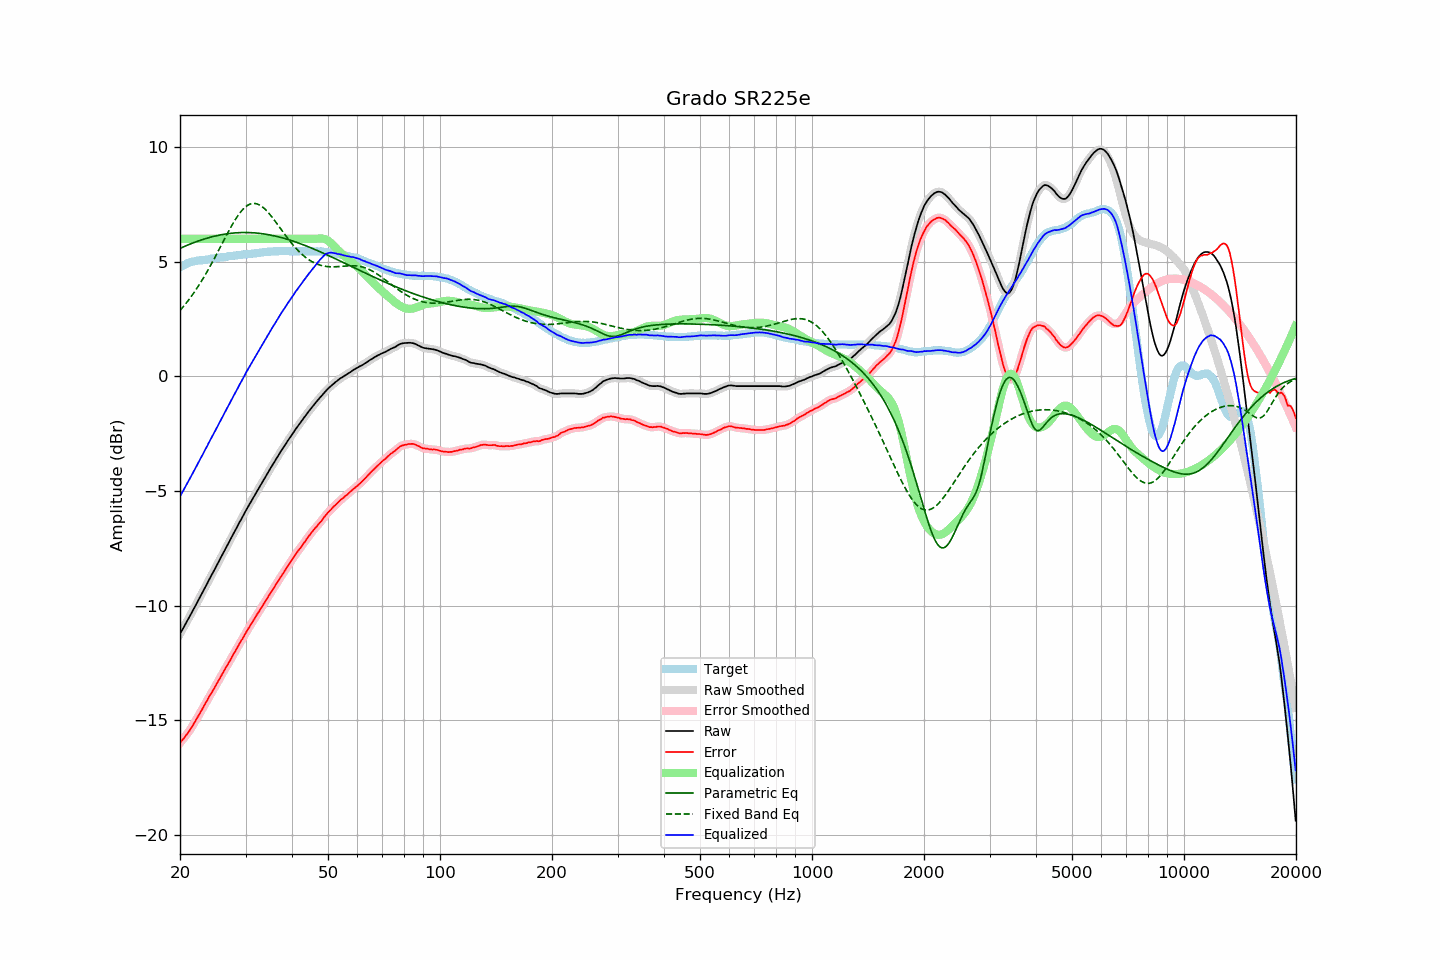 Grado SR225e
10
5
0
−5
−10
−15
−20
Amplitude (dBr)
Target
Raw Smoothed
Error Smoothed
Raw
Error
Equalization
Parametric Eq
Fixed Band Eq
Equalized
20 50 100 200 500 1000 2000 5000 10000 20000
Frequency (Hz)